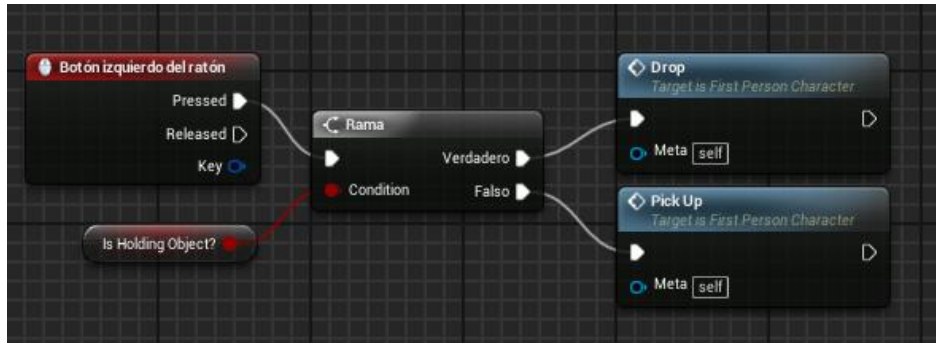 Botón izquierdo del ratón
Pressed
Released
Key
Is Holding Object?
Rama
Verdadero
Condition
Falso
Drop
Target is First Person Character
Meta self
Pick Up
Target is First Person Character
Meta self